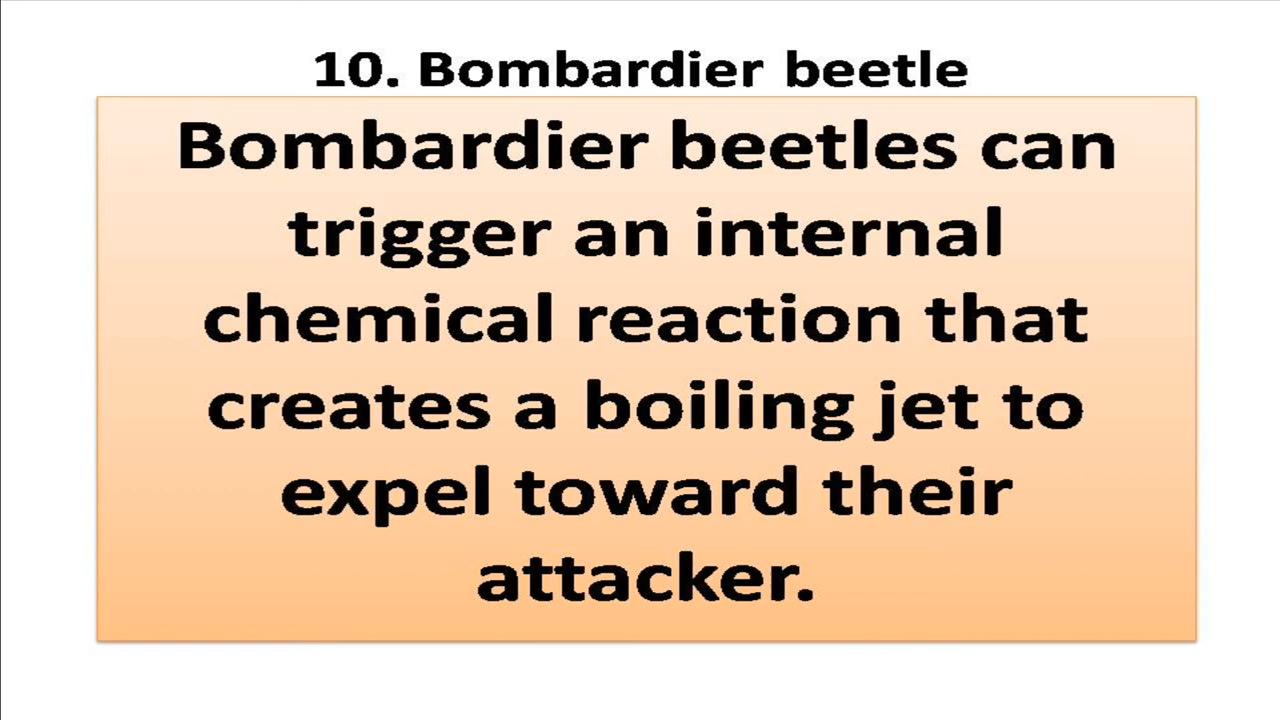 10. Bombardier beetle
Bombardier beetles can
trigger an internal
chemical reaction that
creates a boiling jet to
expel toward their
attacker.